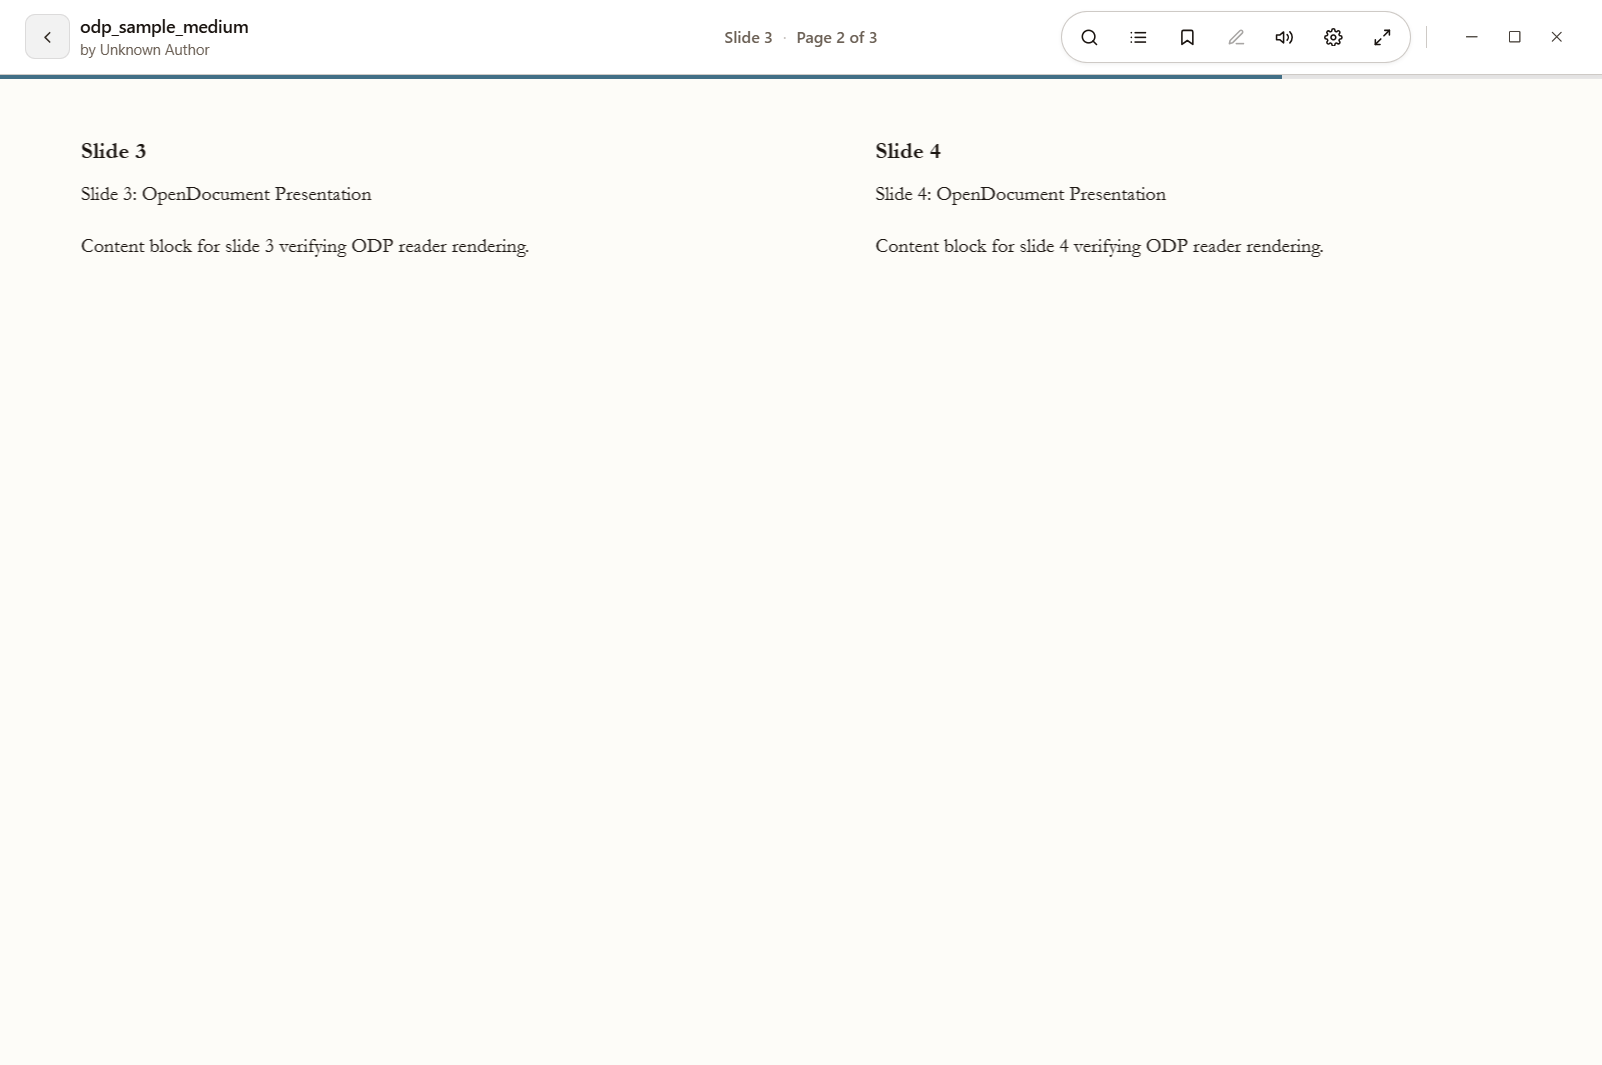 odp_sample_medium
by Unknown Author
Slide 3 · Page 2 of 3
Slide 3
Slide 3: OpenDocument Presentation
Content block for slide 3 verifying ODP reader rendering.
Slide 4
Slide 4: OpenDocument Presentation
Content block for slide 4 verifying ODP reader rendering.